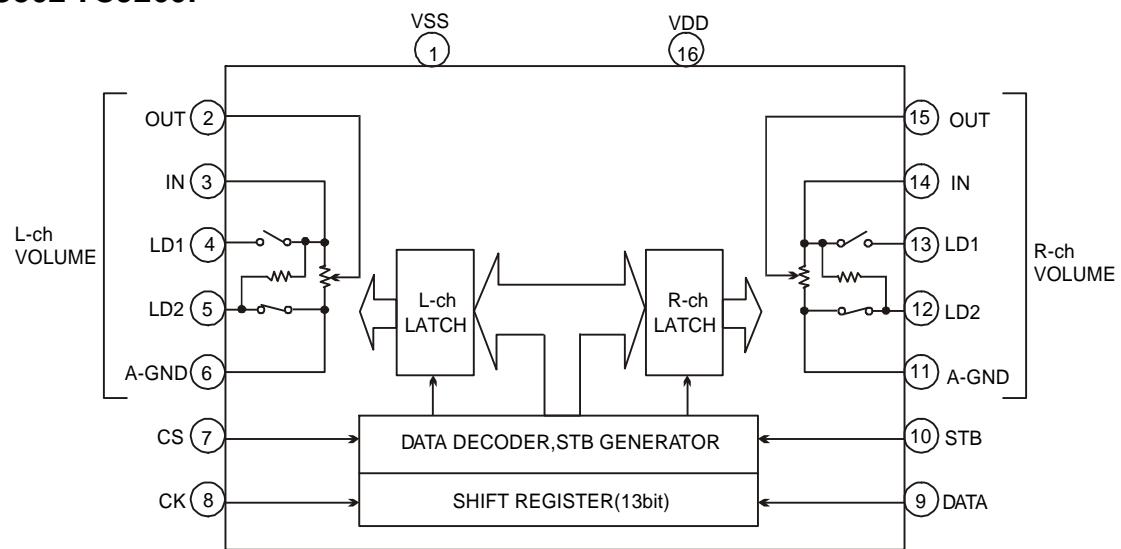 VSS
1
VDD
16
OUT 2
15 OUT
IN 3
14 IN
L-ch
VOLUME
LD1 4
13 LD1
R-ch
VOLUME
L-ch
LATCH
R-ch
LATCH
LD2 5
12 LD2
A-GND 6
11 A-GND
CS 7
DATA DECODER,STB GENERATOR
10 STB
CK 8
SHIFT REGISTER(13bit)
9 DATA